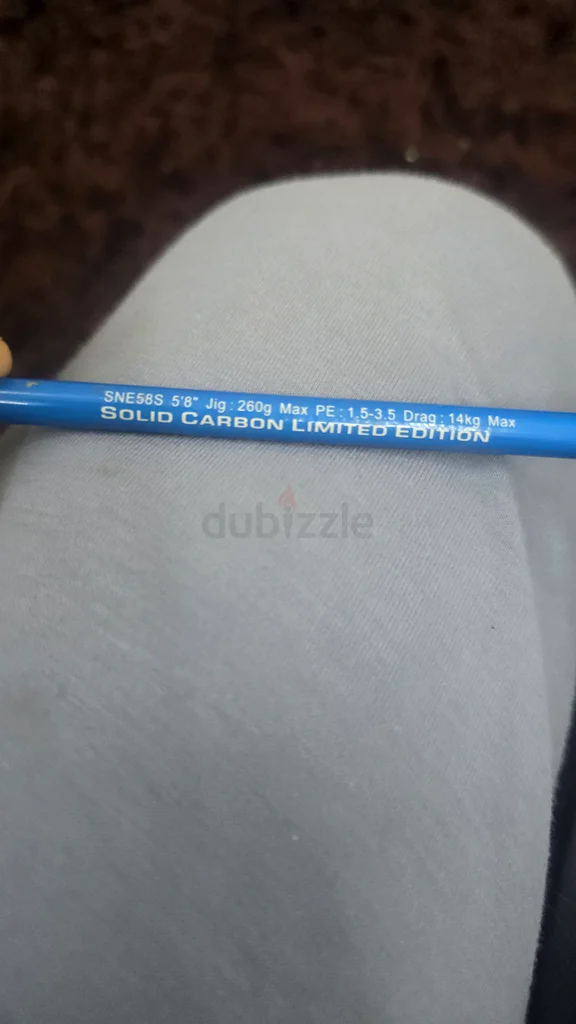 SNE58S 5'8" Jig : 260g Max PE : 1.5-3.5 Drag : 14kg Max
SOLID CARBON LIMITED EDITION
dubizzle